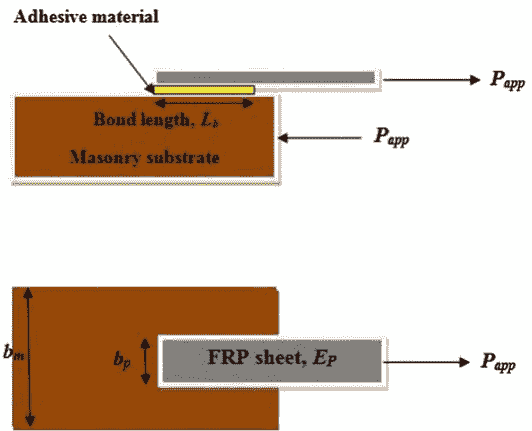 Adhesive material
P_app
Bond length, L_b
P_app
Masonry substrate
b_m
b_p
FRP sheet, E_P
P_app